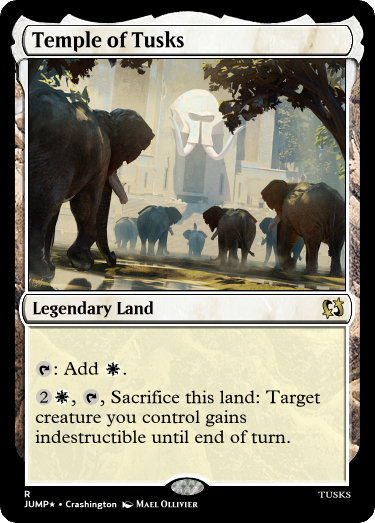 Temple of Tusks
Legendary Land
: Add .
2, , Sacrifice this land: Target
creature you control gains
indestructible until end of turn.
R
JUMP★ • Crashington Mael Ollivier
TUSKS